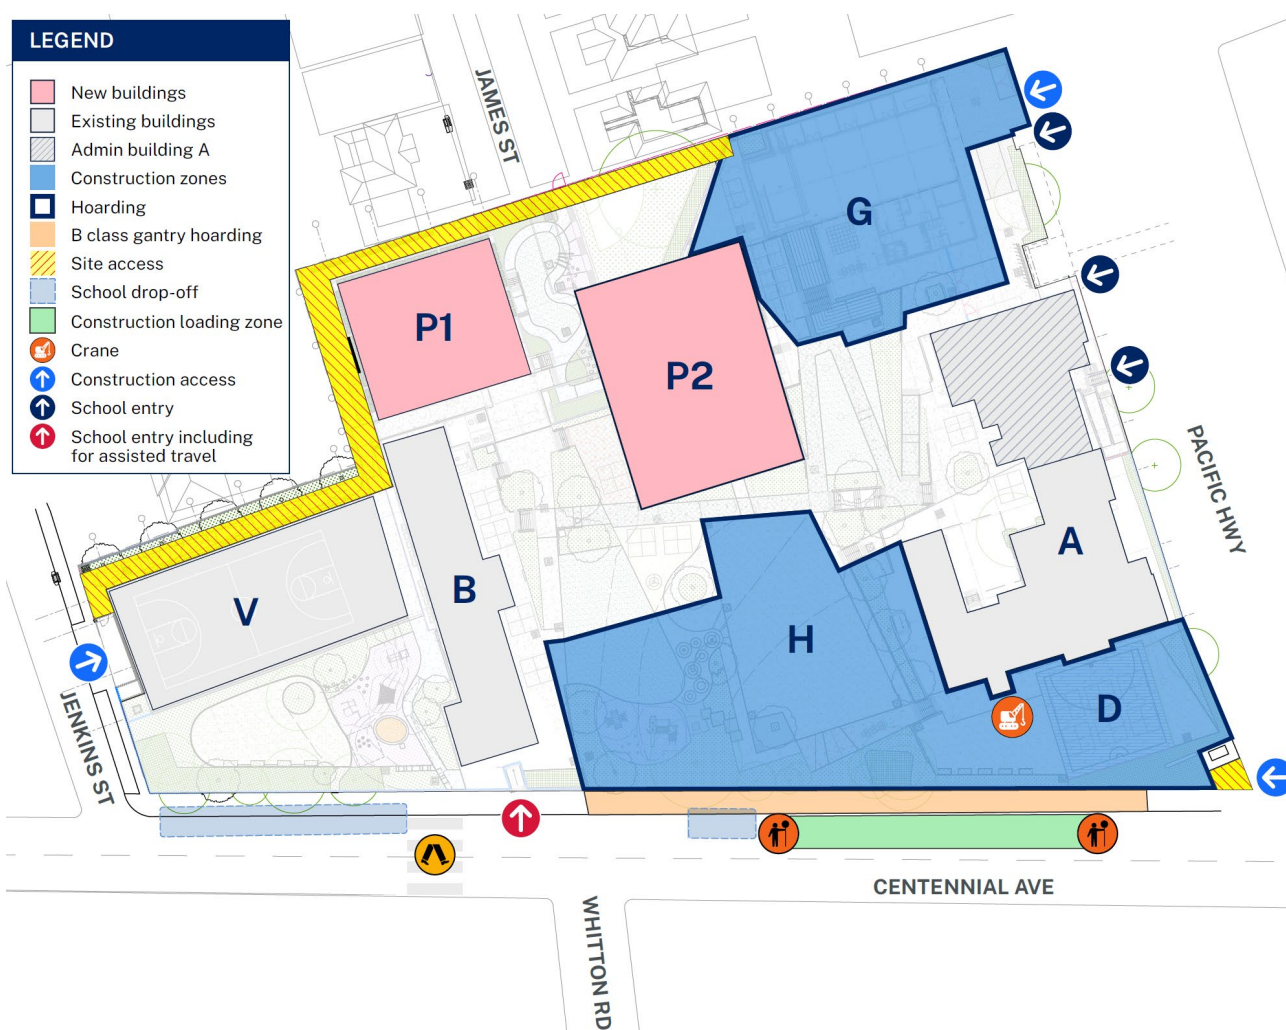 LEGEND
New buildings
Existing buildings
Admin building A
Construction zones
Hoarding
B class gantry hoarding
Site access
School drop-off
Construction loading zone
Crane
Construction access
School entry
School entry including
for assisted travel
JAMES ST
G
P1
P2
PACIFIC HWY
A
B
V
H
D
JENKINS ST
CENTENNIAL AVE
WHITTON RD